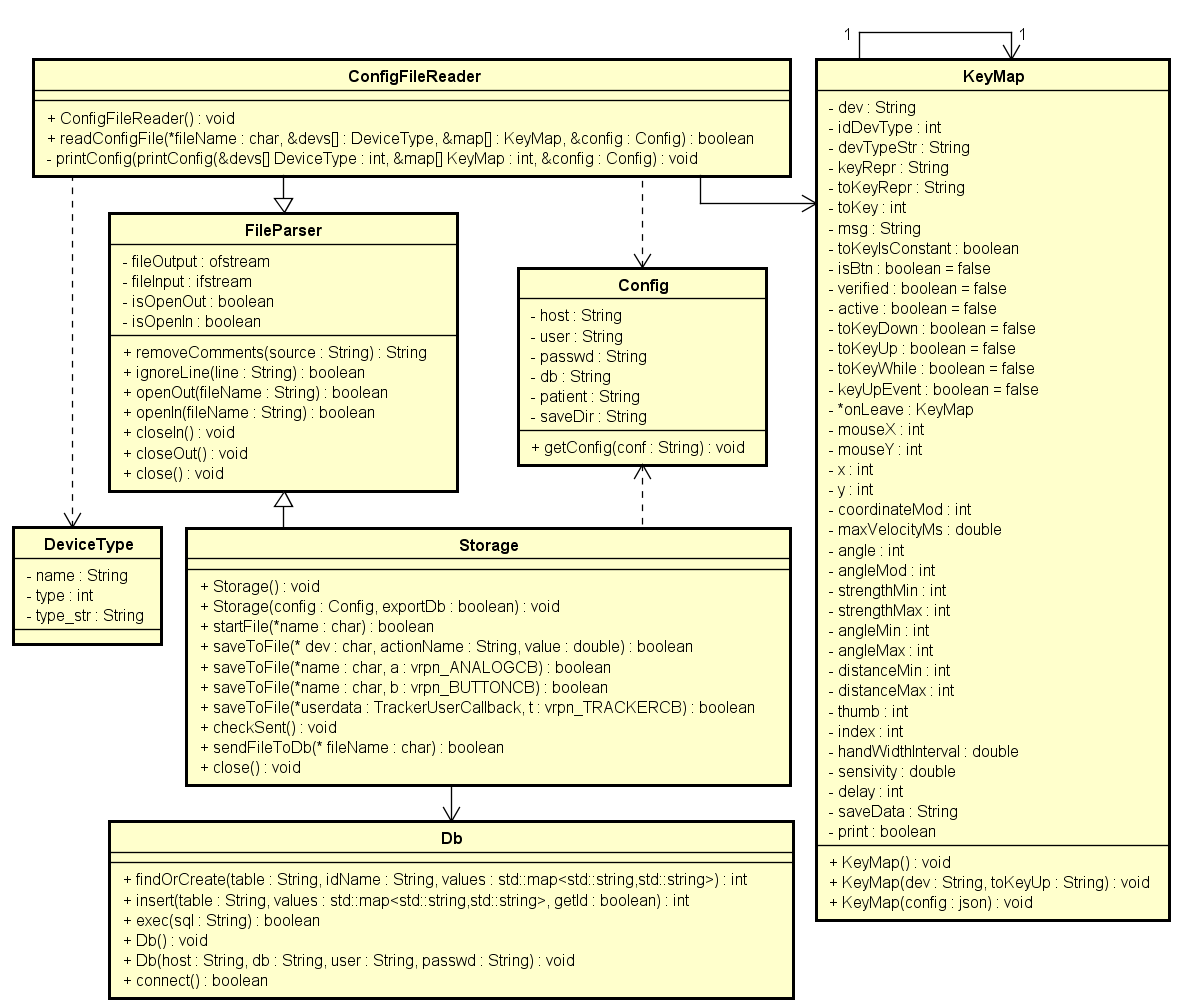 ConfigFileReader
+ ConfigFileReader() : void
+ readConfigFile(*fileName : char, &devs[] : DeviceType, &map[] : KeyMap, &config : Config) : boolean
- printConfig(printConfig(&devs[] DeviceType : int, &map[] KeyMap : int, &config : Config) : void
1
1
KeyMap
- dev : String
- idDevType : int
- devTypeStr : String
- keyRepr : String
- toKeyRepr : String
- toKey : int
- msg : String
- toKeyIsConstant : boolean
- isBtn : boolean = false
- verified : boolean = false
- active : boolean = false
- toKeyDown : boolean = false
- toKeyUp : boolean = false
- toKeyWhile : boolean = false
- keyUpEvent : boolean = false
- *onLeave : KeyMap
- mouseX : int
- mouseY : int
- x : int
- y : int
- coordinateMod : int
- maxVelocityMs : double
- angle : int
- angleMod : int
- strengthMin : int
- strengthMax : int
- angleMin : int
- angleMax : int
- distanceMin : int
- distanceMax : int
- thumb : int
- index : int
- handWidthInterval : double
- sensivity : double
- delay : int
- saveData : String
- print : boolean
+ KeyMap() : void
+ KeyMap(dev : String, toKeyUp : String) : void
+ KeyMap(config : json) : void
FileParser
- fileOutput : ofstream
- fileInput : ifstream
- isOpenOut : boolean
- isOpenIn : boolean
+ removeComments(source : String) : String
+ ignoreLine(line : String) : boolean
+ openOut(fileName : String) : boolean
+ openIn(fileName : String) : boolean
+ closeIn() : void
+ closeOut() : void
+ close() : void
Config
- host : String
- user : String
- passwd : String
- db : String
- patient : String
- saveDir : String
+ getConfig(conf : String) : void
DeviceType
- name : String
- type : int
- type_str : String
Storage
+ Storage() : void
+ Storage(config : Config, exportDb : boolean) : void
+ startFile(*name : char) : boolean
+ saveToFile(* dev : char, actionName : String, value : double) : boolean
+ saveToFile(*name : char, a : vrpn_ANALOGCB) : boolean
+ saveToFile(*name : char, b : vrpn_BUTTONCB) : boolean
+ saveToFile(*userdata : TrackerUserCallback, t : vrpn_TRACKERCB) : boolean
+ checkSent() : void
+ sendFileToDb(* fileName : char) : boolean
+ close() : void
Db
+ findOrCreate(table : String, idName : String, values : std::map<std::string,std::string>) : int
+ insert(table : String, values : std::map<std::string,std::string>, getId : boolean) : int
+ exec(sql : String) : boolean
+ Db() : void
+ Db(host : String, db : String, user : String, passwd : String) : void
+ connect() : boolean